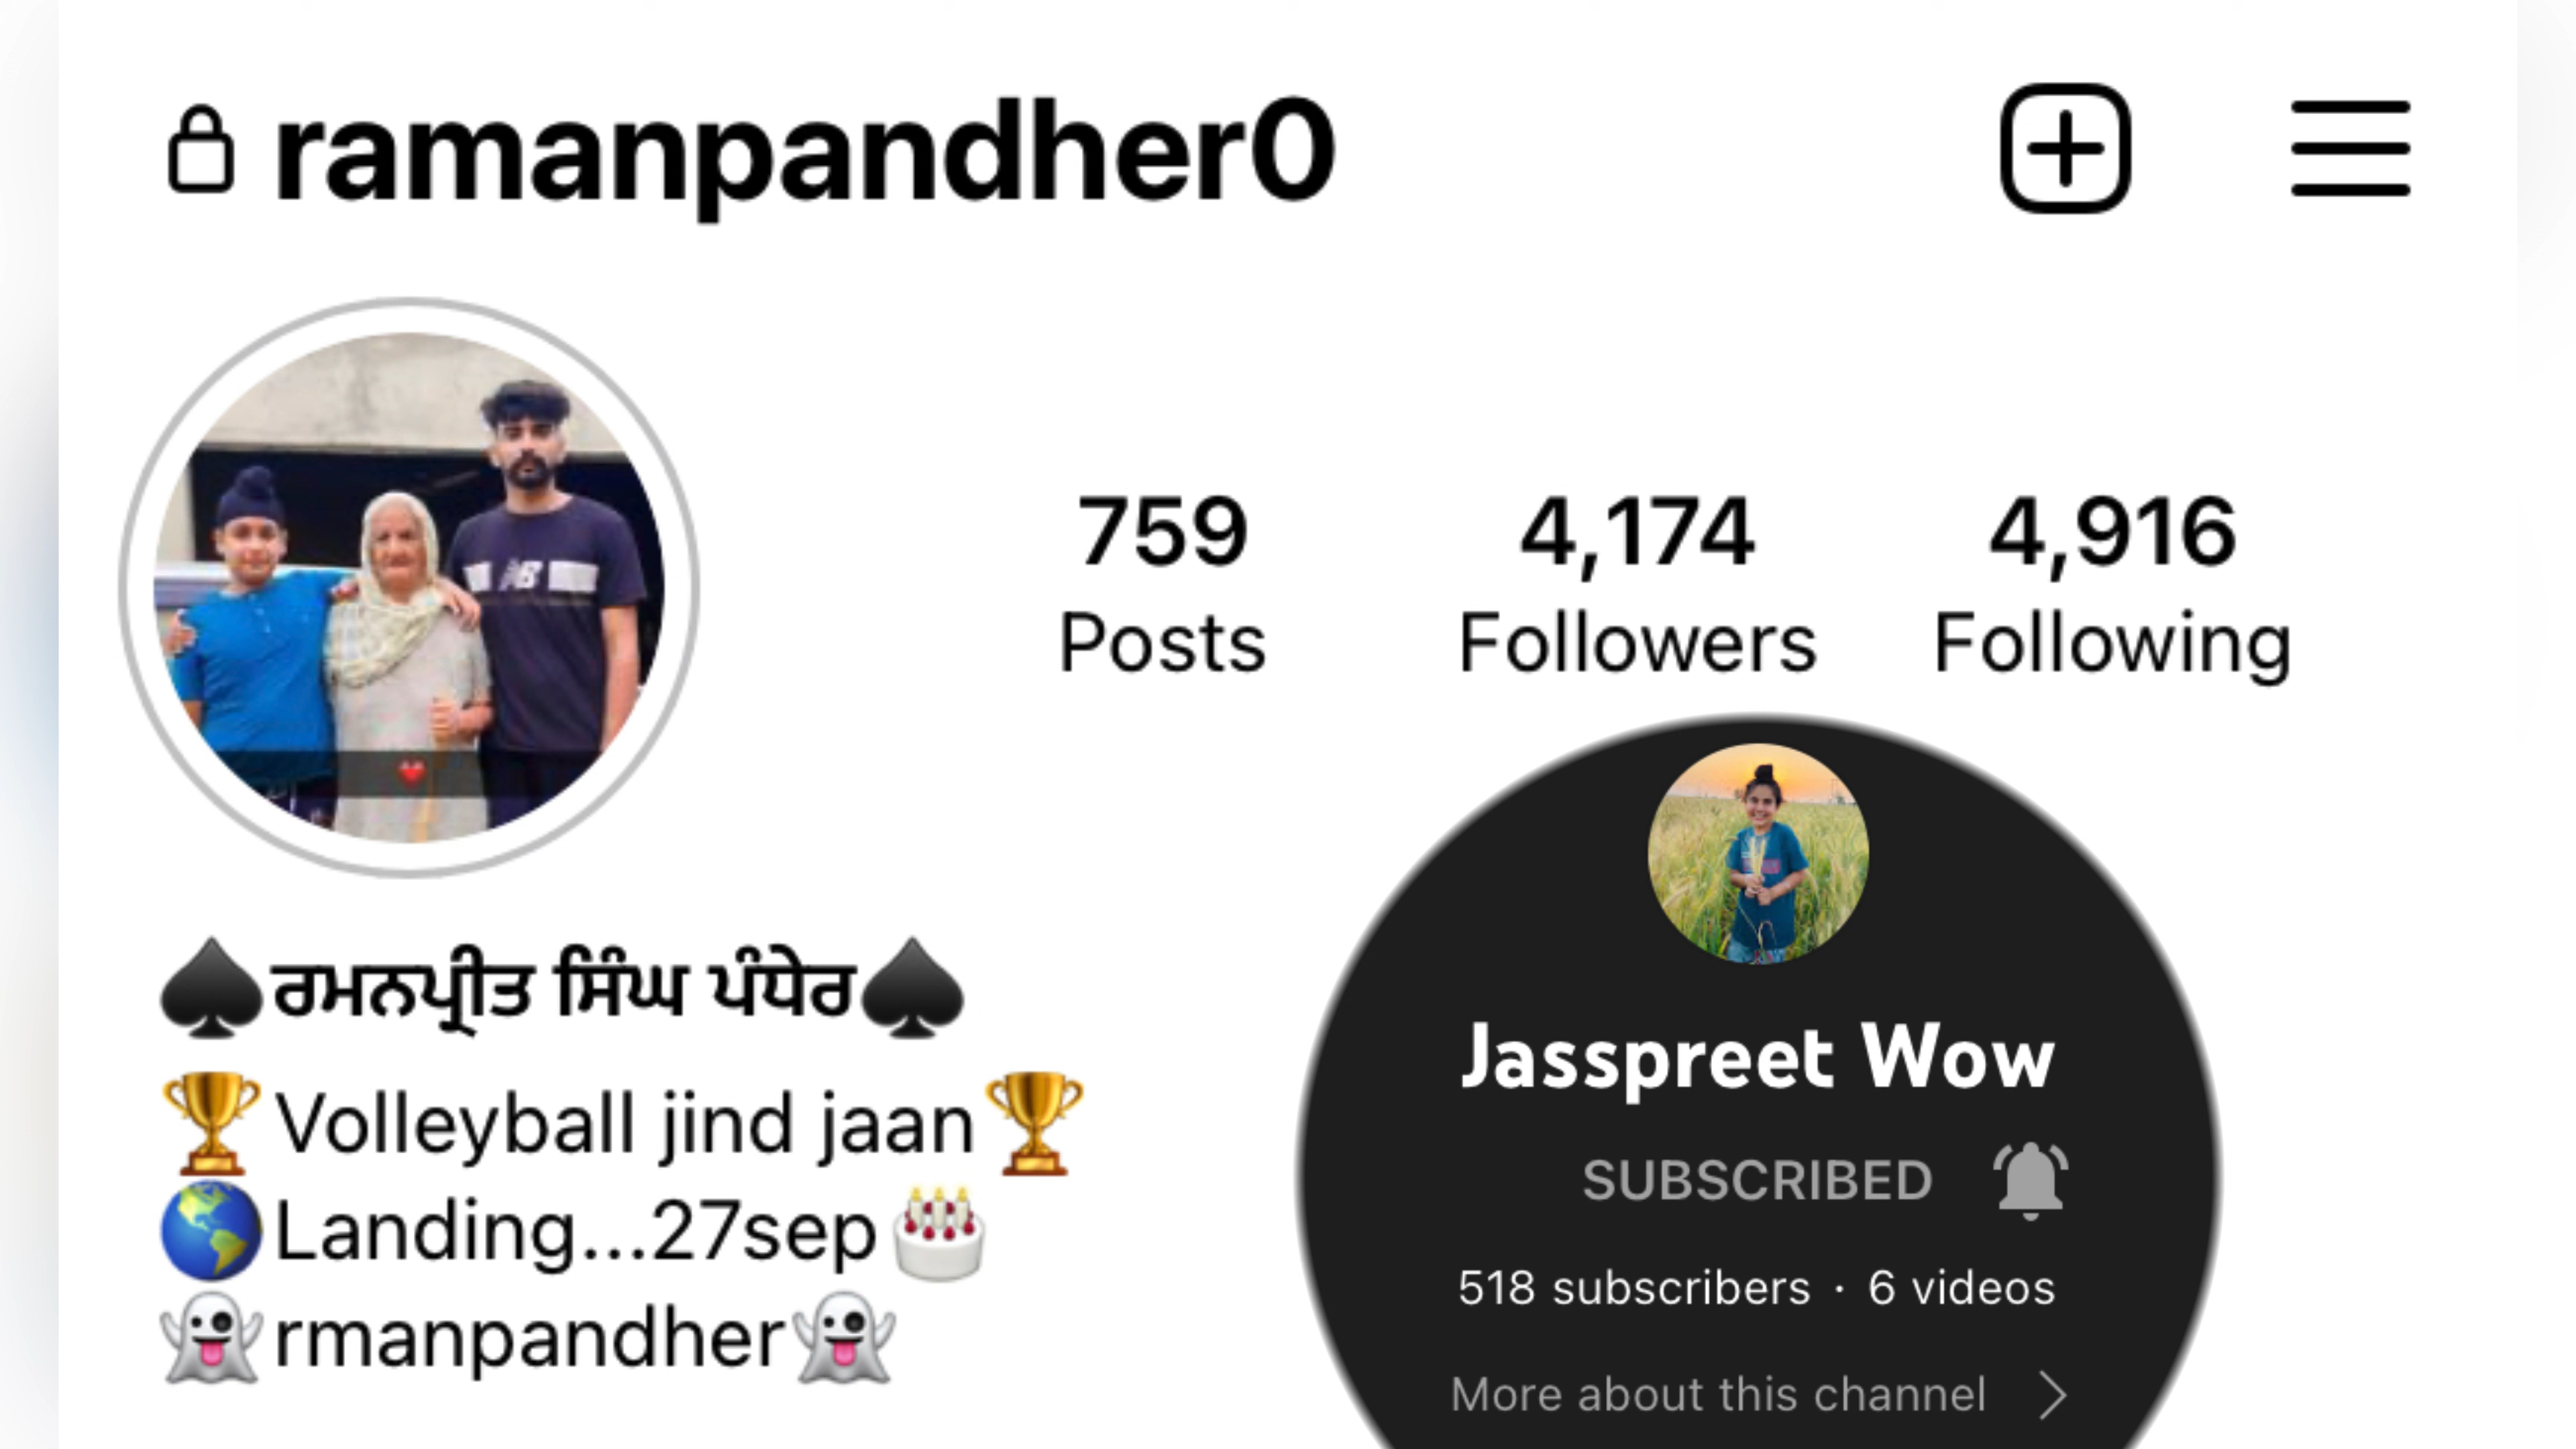 ramanpandher0
759
Posts
4,174
Followers
4,916
Following
♠️ਰਮਨਪ੍ਰੀਤ ਸਿੰਘ ਪੰਧੇਰ♠️
🏆Volleyball jind jaan🏆
🌎Landing...27sep🎂
👻rmanpandher👻
Jasspreet Wow
SUBSCRIBED
518 subscribers · 6 videos
More about this channel